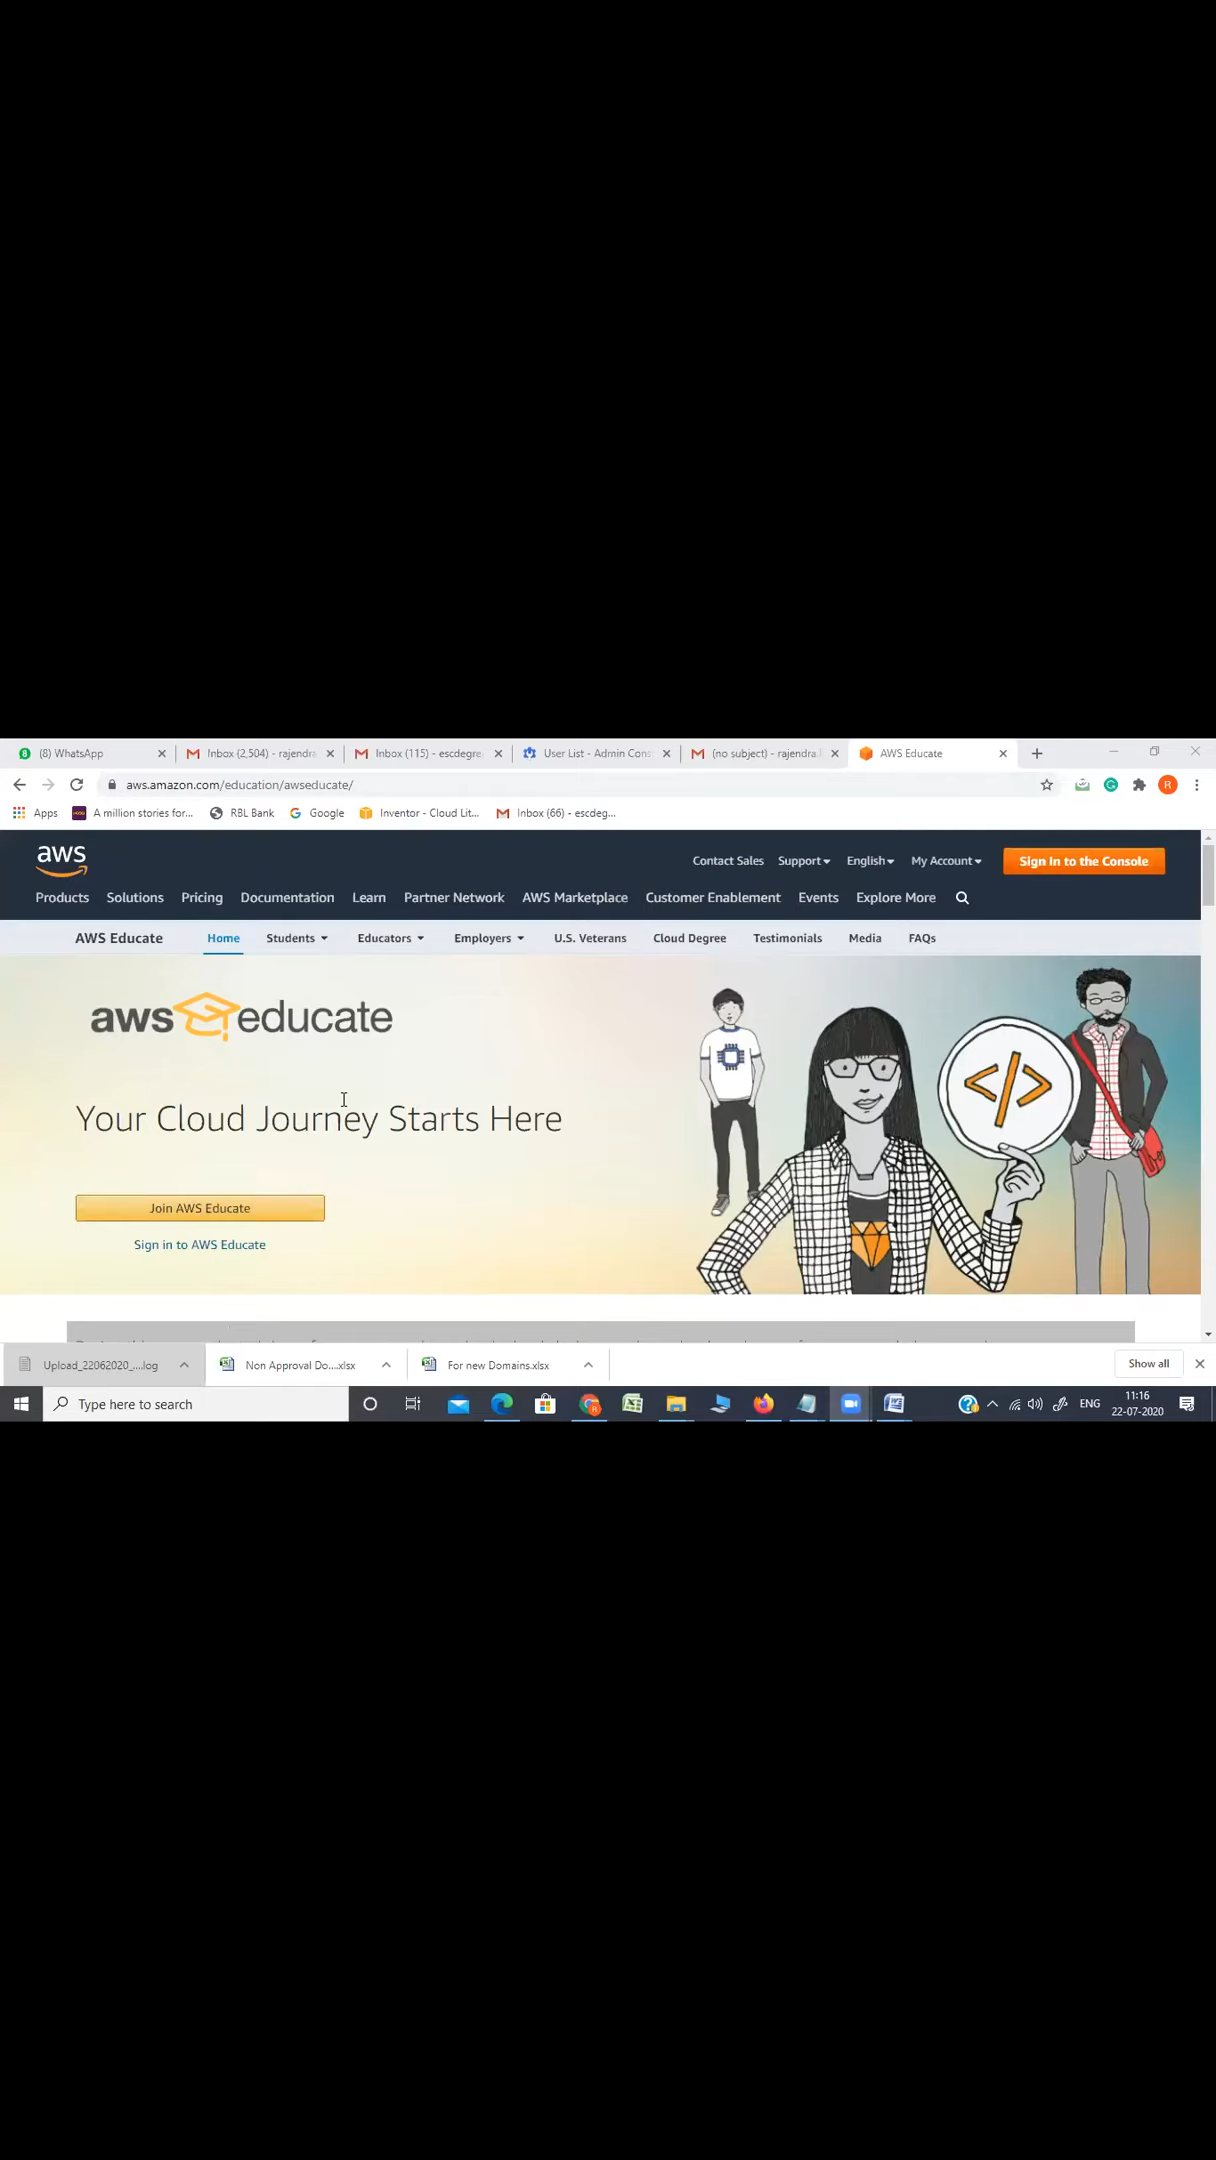 (8) WhatsApp
Inbox (2,504) - rajendra
Inbox (115) - escdegre
User List - Admin Cons
(no subject) - rajendra.
AWS Educate
aws.amazon.com/education/awseducate/
R
Apps
A million stories for...
RBL Bank
Google
Inventor - Cloud Lit...
Inbox (66) - escdeg...
aws
Contact Sales
Support
English
My Account
Sign In to the Console
Products
Solutions
Pricing
Documentation
Learn
Partner Network
AWS Marketplace
Customer Enablement
Events
Explore More
AWS Educate
Home
Students
Educators
Employers
U.S. Veterans
Cloud Degree
Testimonials
Media
FAQs
aws educate
</>
Your Cloud Journey Starts Here
Join AWS Educate
Sign in to AWS Educate
Upload_22062020_....log
Non Approval Do....xlsx
For new Domains.xlsx
Show all
Type here to search
ENG
11:16
22-07-2020